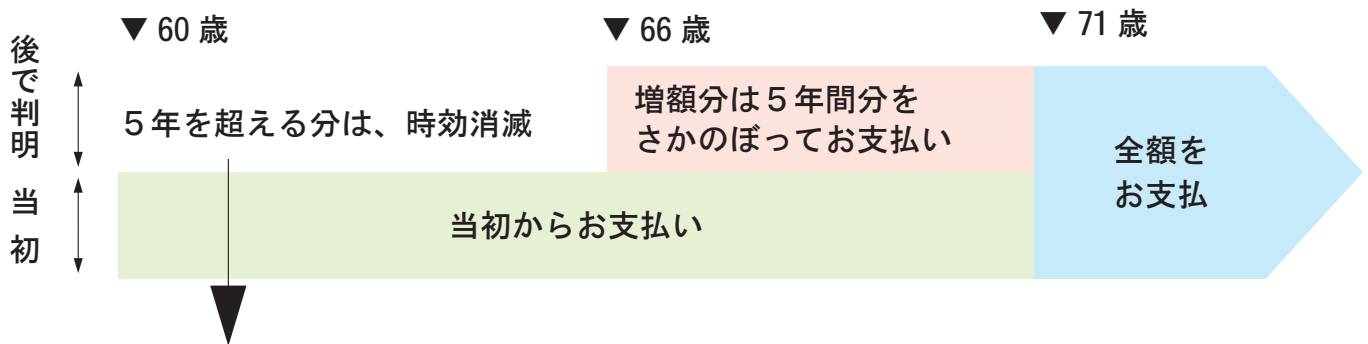 ▼ 60 歳
▼ 66 歳
▼ 71 歳
後で判明
5年を超える分は、時効消滅
増額分は5年間分を
さかのぼってお支払い
全額を
お支払
当初
当初からお支払い